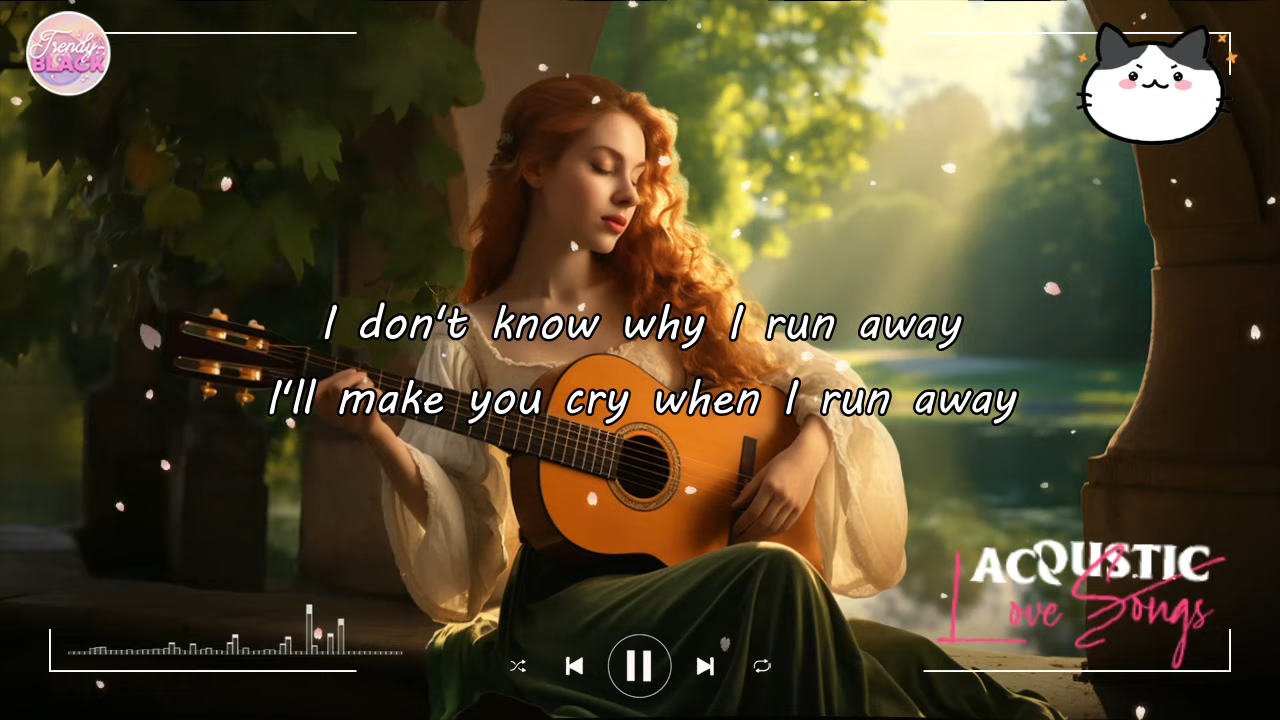 Trendy
BLACK
I don't know why I run away
I'll make you cry when I run away
ACOUSTIC
Love Songs